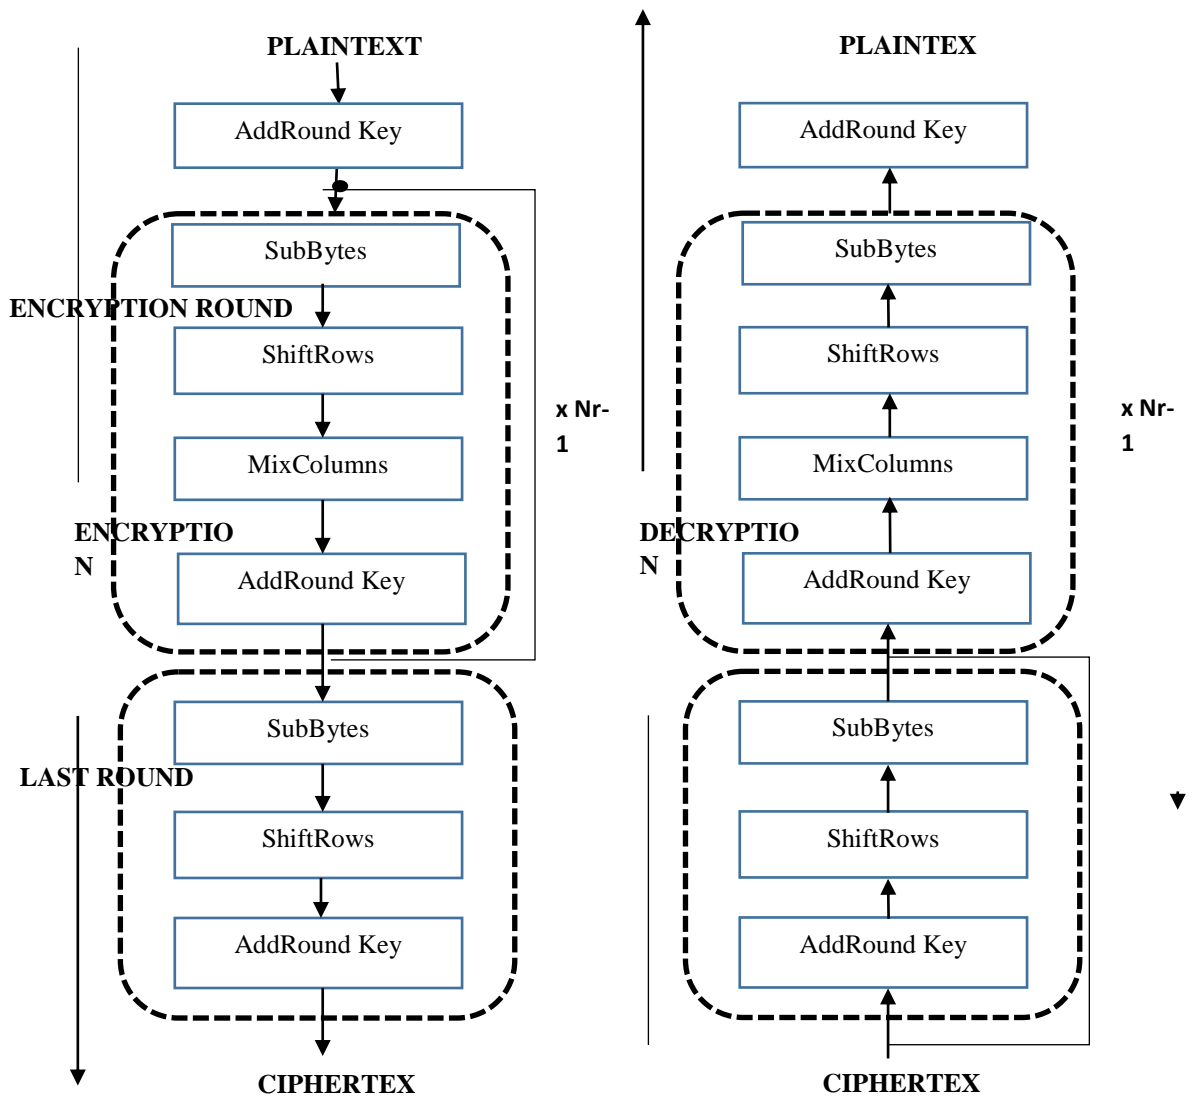 PLAINTEXT
AddRound Key
SubBytes
ENCRYPTION ROUND
ShiftRows
x Nr-
1
MixColumns
ENCRYPTIO
N
AddRound Key
SubBytes
LAST ROUND
ShiftRows
AddRound Key
CIPHERTEX
PLAINTEX
AddRound Key
SubBytes
ShiftRows
x Nr-
1
MixColumns
DECRYPTIO
N
AddRound Key
SubBytes
ShiftRows
AddRound Key
CIPHERTEX